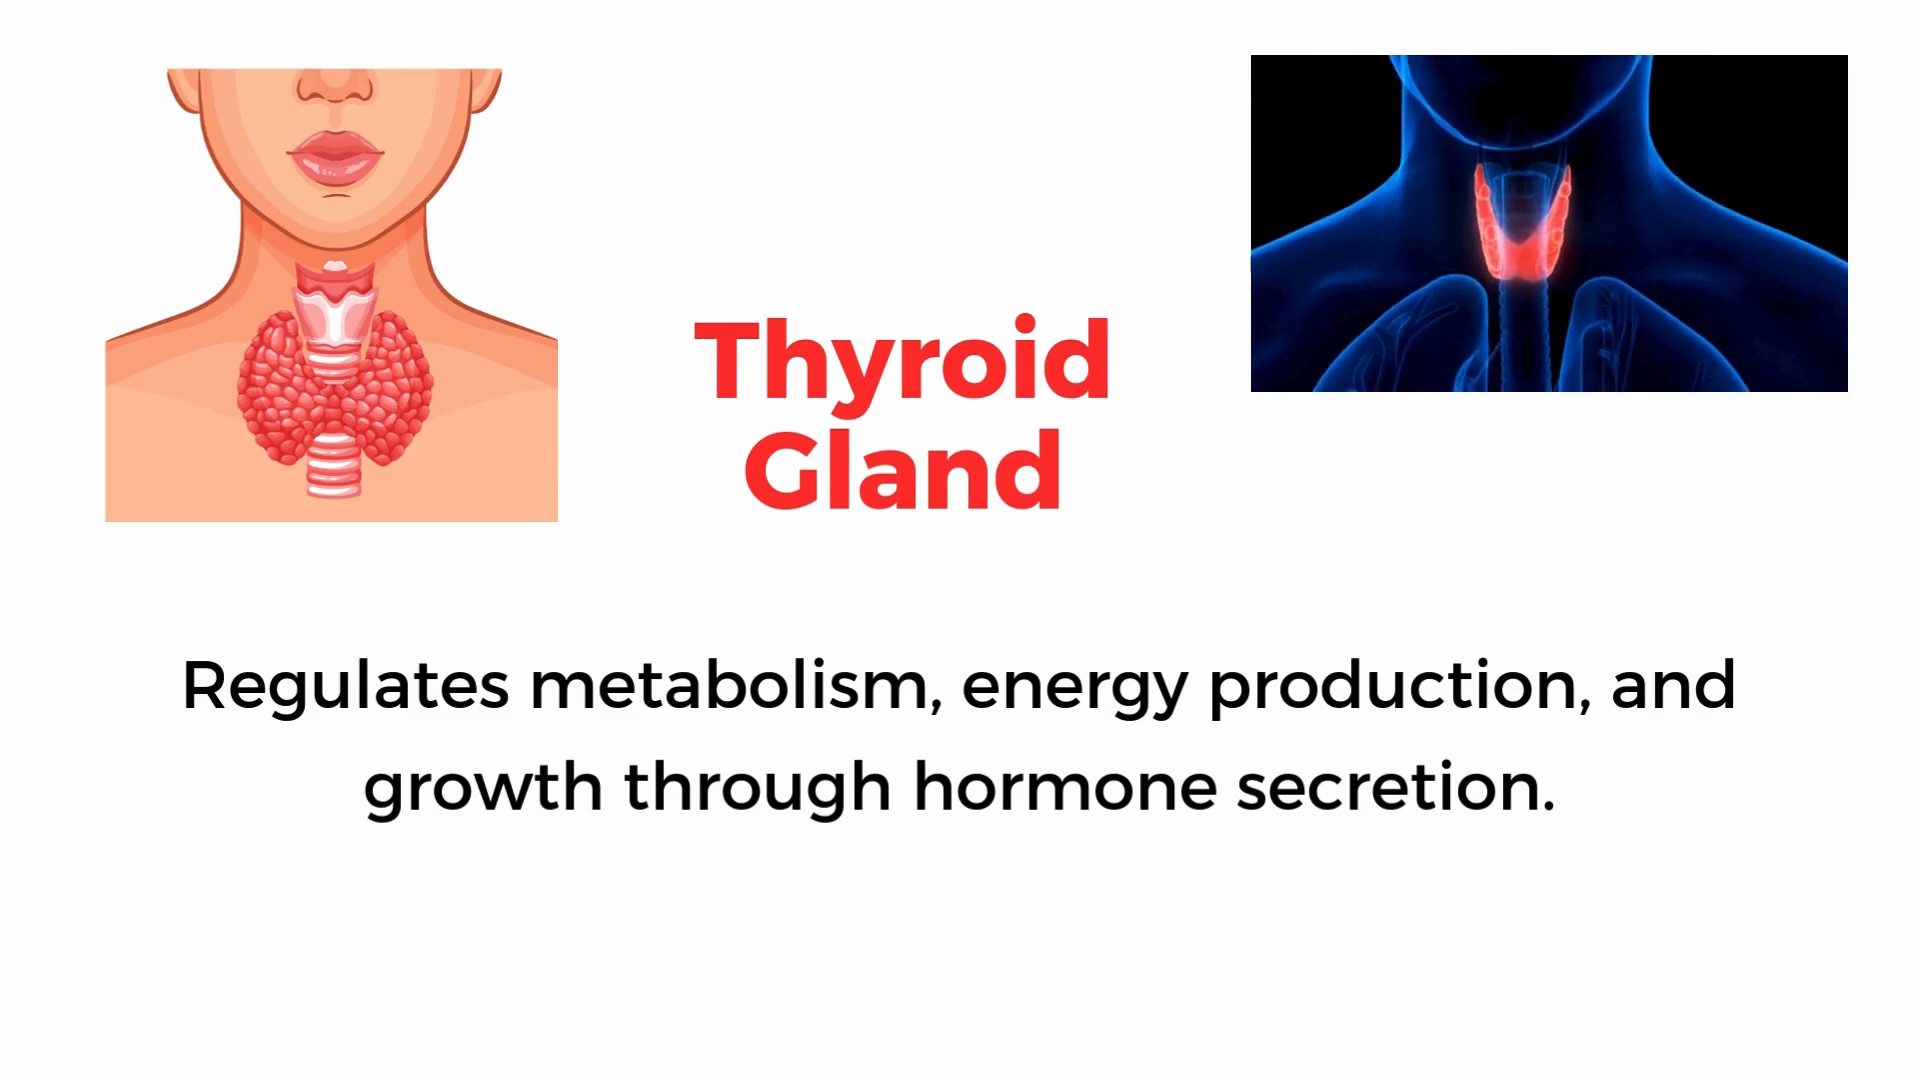 Thyroid
Gland
Regulates metabolism, energy production, and
growth through hormone secretion.